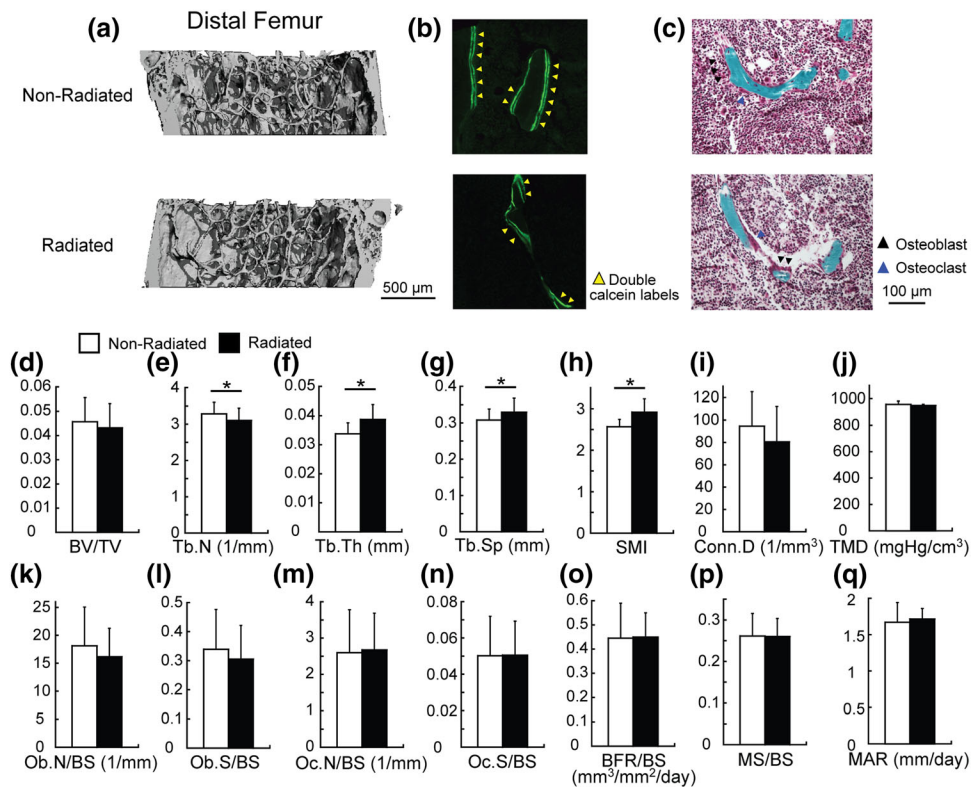 Distal Femur
(a)
(b)
(c)
Non-Radiated
Radiated
500 µm
Double
calcein labels
Osteoblast
Osteoclast
100 µm
Non-Radiated
Radiated
(d)
0.06
0.05
0.04
0.03
0.02
0.01
0
BV/TV
(e)
*
4
3
2
1
0
Tb.N (1/mm)
(f)
*
0.05
0.04
0.03
0.02
0.01
0
Tb.Th (mm)
(g)
*
0.4
0.3
0.2
0.1
0
Tb.Sp (mm)
(h)
*
3
2
1
0
SMI
(i)
140
120
100
80
60
40
20
0
Conn.D (1/mm³)
(j)
1000
800
600
400
200
0
TMD (mgHg/cm³)
(k)
25
20
15
10
5
0
Ob.N/BS (1/mm)
(l)
0.5
0.4
0.3
0.2
0.1
0
Ob.S/BS
(m)
4
3
2
1
0
Oc.N/BS (1/mm)
(n)
0.08
0.06
0.04
0.02
0
Oc.S/BS
(o)
0.6
0.5
0.4
0.3
0.2
0.1
0
BFR/BS
(mm³/mm²/day)
(p)
0.3
0.2
0.1
0
MS/BS
(q)
2
1.5
1
0.5
0
MAR (mm/day)